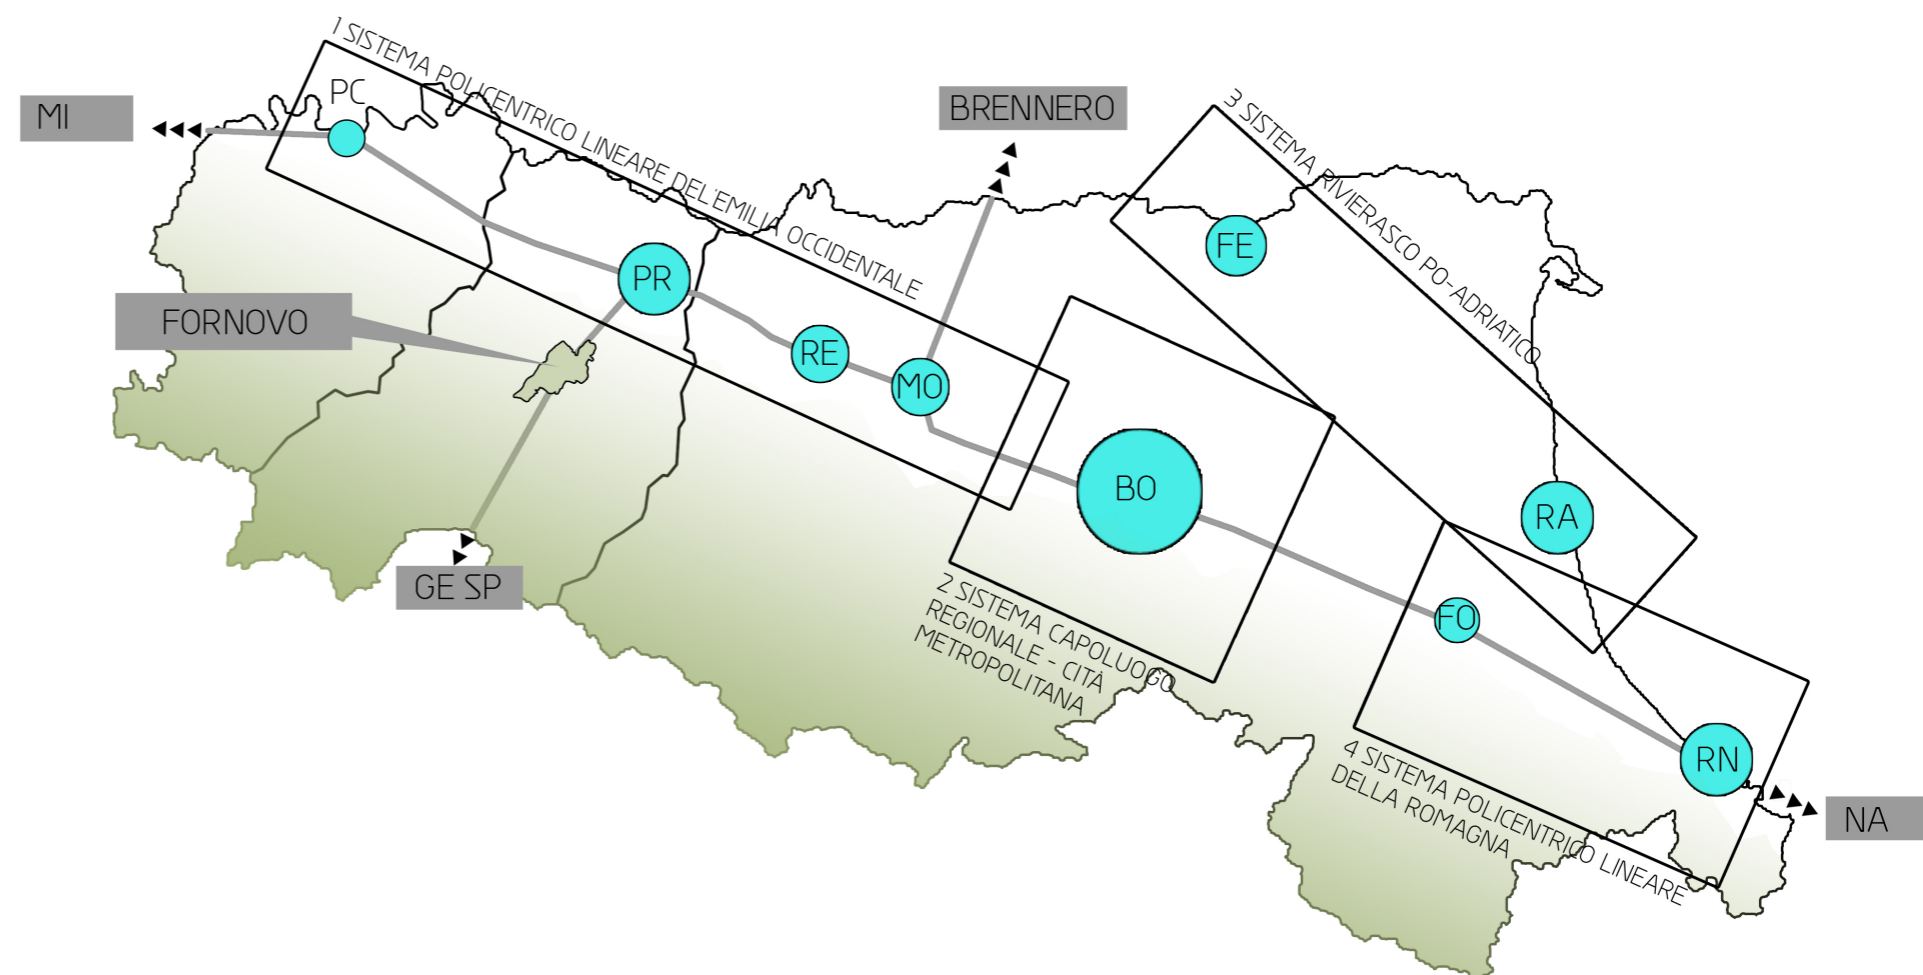 1 SISTEMA POLICENTRICO LINEARE DEL'EMILIA OCCIDENTALE
PC
MI
BRENNERO
3 SISTEMA RIVIERASCO PO-ADRIATICO
FE
PR
FORNOVO
RE
MO
BO
RA
GE SP
2 SISTEMA CAPOLUOGO
REGIONALE - CITÀ
METROPOLITANA
FO
RN
4 SISTEMA POLICENTRICO LINEARE
DELLA ROMAGNA
NA